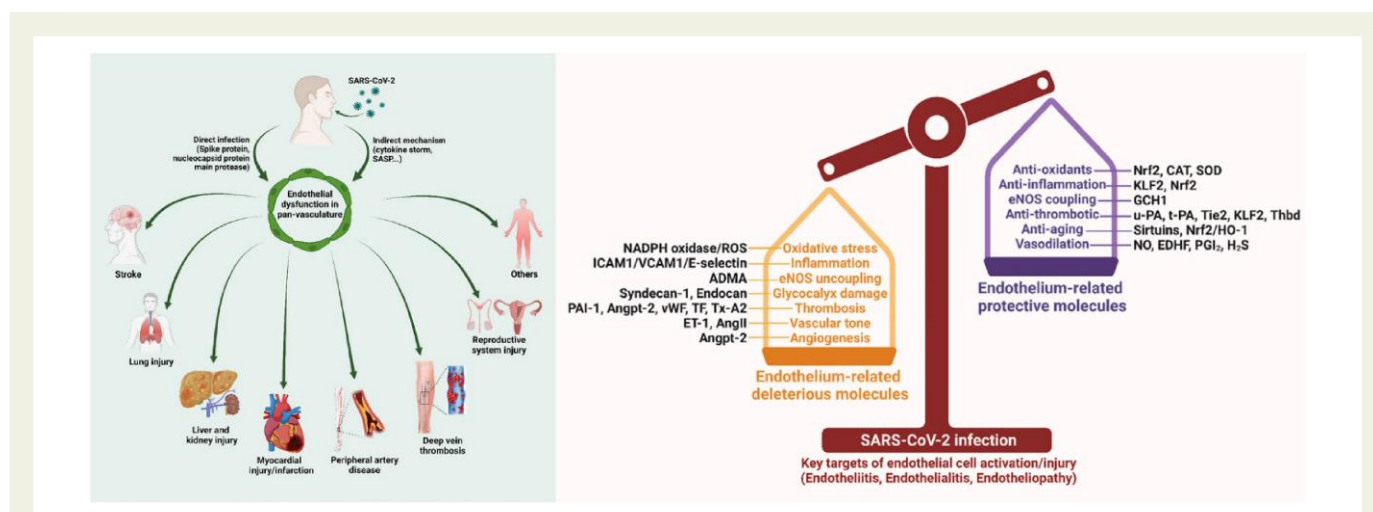 SARS-CoV-2
Direct infection
(Spike protein,
nucleocapsid protein
main protease)
Indirect mechanism
(cytokine storm,
SASP...)
Endothelial
dysfunction in
pan-vasculature
Stroke
Others
Lung injury
Reproductive
system injury
Liver and
kidney injury
Myocardial
injury/infarction
Peripheral artery
disease
Deep vein
thrombosis
NADPH oxidase/ROS Oxidative stress
ICAM1/VCAM1/E-selectin Inflammation
ADMA eNOS uncoupling
Syndecan-1, Endocan Glycocalyx damage
PAI-1, Angpt-2, vWF, TF, Tx-A2 Thrombosis
ET-1, AngII Vascular tone
Angpt-2 Angiogenesis
Endothelium-related
deleterious molecules
Anti-oxidants Nrf2, CAT, SOD
Anti-inflammation KLF2, Nrf2
eNOS coupling GCH1
Anti-thrombotic u-PA, t-PA, Tie2, KLF2, Thbd
Anti-aging Sirtuins, Nrf2/HO-1
Vasodilation NO, EDHF, PGI₂, H₂S
Endothelium-related
protective molecules
SARS-CoV-2 infection
Key targets of endothelial cell activation/injury
(Endotheliitis, Endothelialitis, Endotheliopathy)